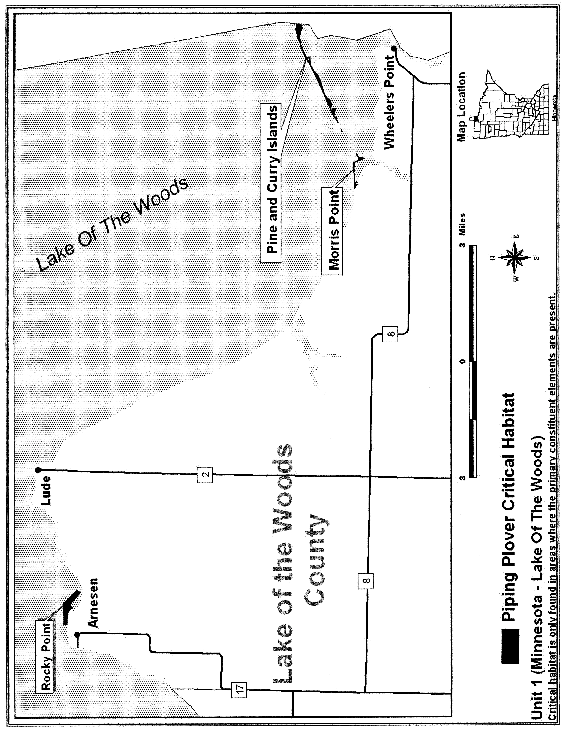 Lake Of The Woods
Pine and Curry Islands
Wheelers Point
Morris Point
Lude
Rocky Point
Arnesen
Lake of the Woods
County
2
8
8
17
Map Location
3
0
3 Miles
N
E
S
W
Piping Plover Critical Habitat
Unit 1 (Minnesota - Lake Of The Woods)
Critical habitat is only found in areas where the primary constituent elements are present.